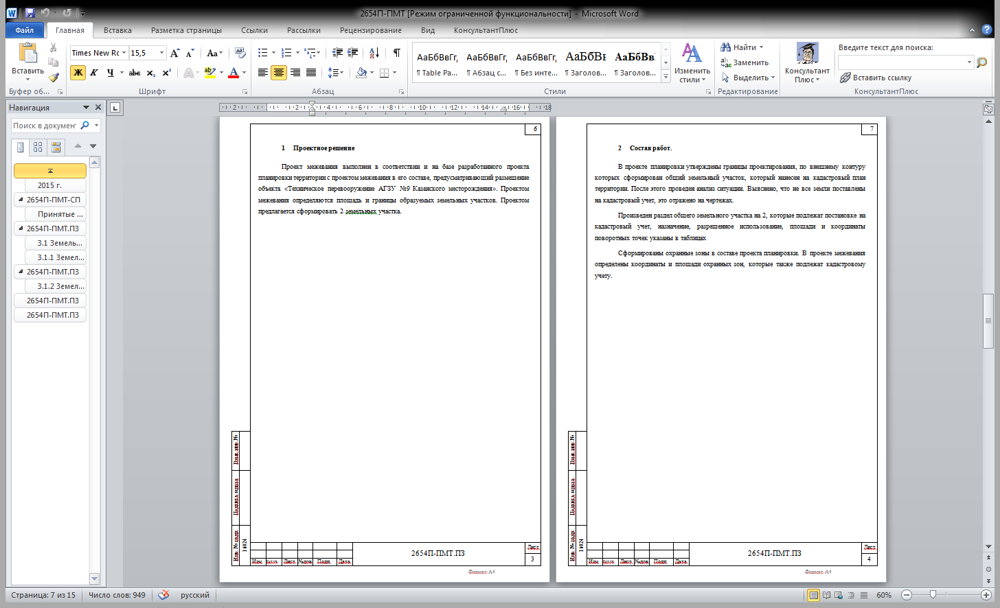 2654П-ПМТ [Режим ограниченной функциональности] - Microsoft Word
Файл Главная Вставка Разметка страницы Ссылки Рассылки Рецензирование Вид КонсультантПлюс
Вставить
Буфер об...
Times New Ro 15,5
Ж К Ч abc x₂ x²
Шрифт
Абзац
АаБбВвГг, АаБбВвГг, АаБбВвГг, АаБбВі АаБбВв.
¶ Table Pa... ¶ Абзац с... ¶ Без инте... ¶ Заголов... ¶ Заголов...
Изменить стили
Стили
Найти
Заменить
Выделить
Редактирование
Консультант Плюс
Введите текст для поиска:
Вставить ссылку
КонсультантПлюс
Навигация
Поиск в документ
2015 г.
2654П-ПМТ-СП
Принятые ...
2654П-ПМТ.ПЗ
3.1 Земель...
3.1.1 Земел...
2654П-ПМТ.ПЗ
3.1.2 Земел...
2654П-ПМТ.ПЗ
2654П-ПМТ.ПЗ
2 2 4 6 8 10 12 14 16 18
6
1 Проектное решение
Проект межевания выполнен в соответствии и на базе разработанного проекта
планировки территории с проектом межевания в его составе, предусматривающий размещение
объекта «Техническое перевооружение АГЗУ №9 Казанского месторождения». Проектом
межевания определяются площадь и границы образуемых земельных участков. Проектом
предлагается сформировать 2 земельных участка.
Взам. инв. №
Подпись и дата
Инв. № подл.
16024
Изм. Кол.уч. Лист №док Подп. Дата.
2654П-ПМТ.ПЗ
Лист
3
Формат А4
7
2 Состав работ.
В проекте планировки утверждены границы проектирования, по внешнему контуру
которых сформирован общий земельный участок, который нанесен на кадастровый план
территории. После этого проведен анализ ситуации. Выяснено, что не все земли поставлены
на кадастровый учет, это отражено на чертежах.
Произведен раздел общего земельного участка на 2, которые подлежат постановке на
кадастровый учет, назначение, разрешенное использование, площади и координаты
поворотных точек указаны в таблицах
Сформированы охранные зоны в составе проекта планировки. В проекте межевания
определены координаты и площади охранных зон, которые также подлежат кадастровому
учету.
Взам. инв. №
Подпись и дата
Инв. № подл.
16024
Изм. Кол.уч. Лист №док Подп. Дата.
2654П-ПМТ.ПЗ
Лист
4
Формат А4
Страница: 7 из 15 Число слов: 949 русский 60%